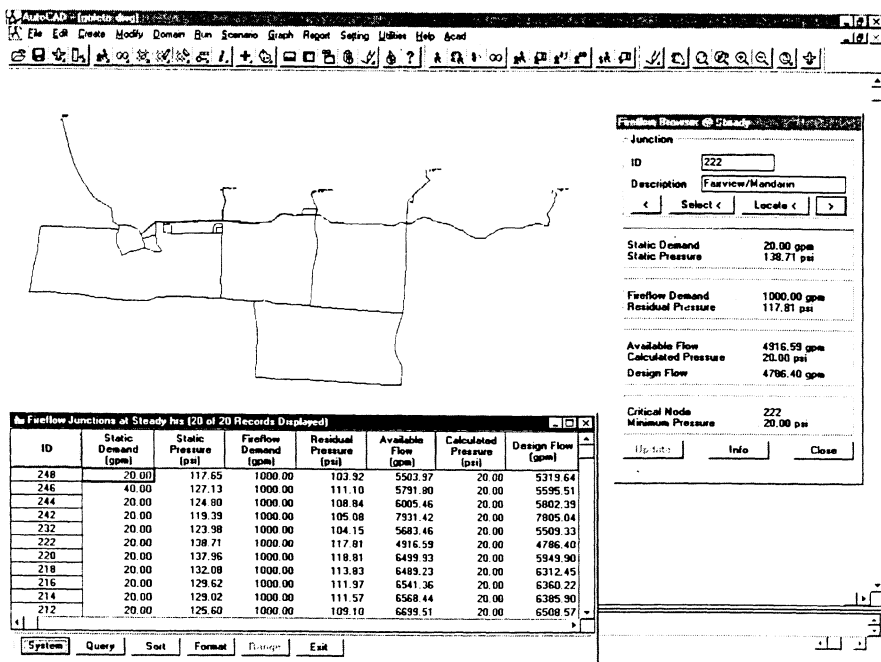 AutoCAD - [goleta.dwg]
File Edit Create Modify Domain Run Scenario Graph Report Setting Utilities Help Acad
Fireflow Browser @ Steady
Junction
ID 222
Description Fairview/Mandarin
< Select < Locate < >
Static Demand 20.00 gpm
Static Pressure 138.71 psi
Fireflow Demand 1000.00 gpm
Residual Pressure 117.81 psi
Available Flow 4916.59 gpm
Calculated Pressure 20.00 psi
Design Flow 4786.40 gpm
Critical Node 222
Minimum Pressure 20.00 psi
Update Info Close
Fireflow Junctions at Steady hrs (20 of 20 Records Displayed)
ID Static Demand (gpm) Static Pressure (psi) Fireflow Demand (gpm) Residual Pressure (psi) Available Flow (gpm) Calculated Pressure (psi) Design Flow (gpm)
248 20.00 117.65 1000.00 103.92 5503.97 20.00 5319.64
246 40.00 127.13 1000.00 111.10 5791.80 20.00 5595.51
244 20.00 124.80 1000.00 108.84 6005.46 20.00 5802.39
242 20.00 119.39 1000.00 105.08 7931.42 20.00 7805.04
232 20.00 123.98 1000.00 104.15 5683.46 20.00 5509.33
222 20.00 138.71 1000.00 117.81 4916.59 20.00 4786.40
220 20.00 137.96 1000.00 118.81 6499.93 20.00 5949.90
218 20.00 132.08 1000.00 113.83 6489.23 20.00 6312.45
216 20.00 129.62 1000.00 111.97 6541.36 20.00 6360.22
214 20.00 129.02 1000.00 111.57 6568.44 20.00 6385.90
212 20.00 125.60 1000.00 109.10 6699.51 20.00 6508.57
System Query Sort Format Range Exit